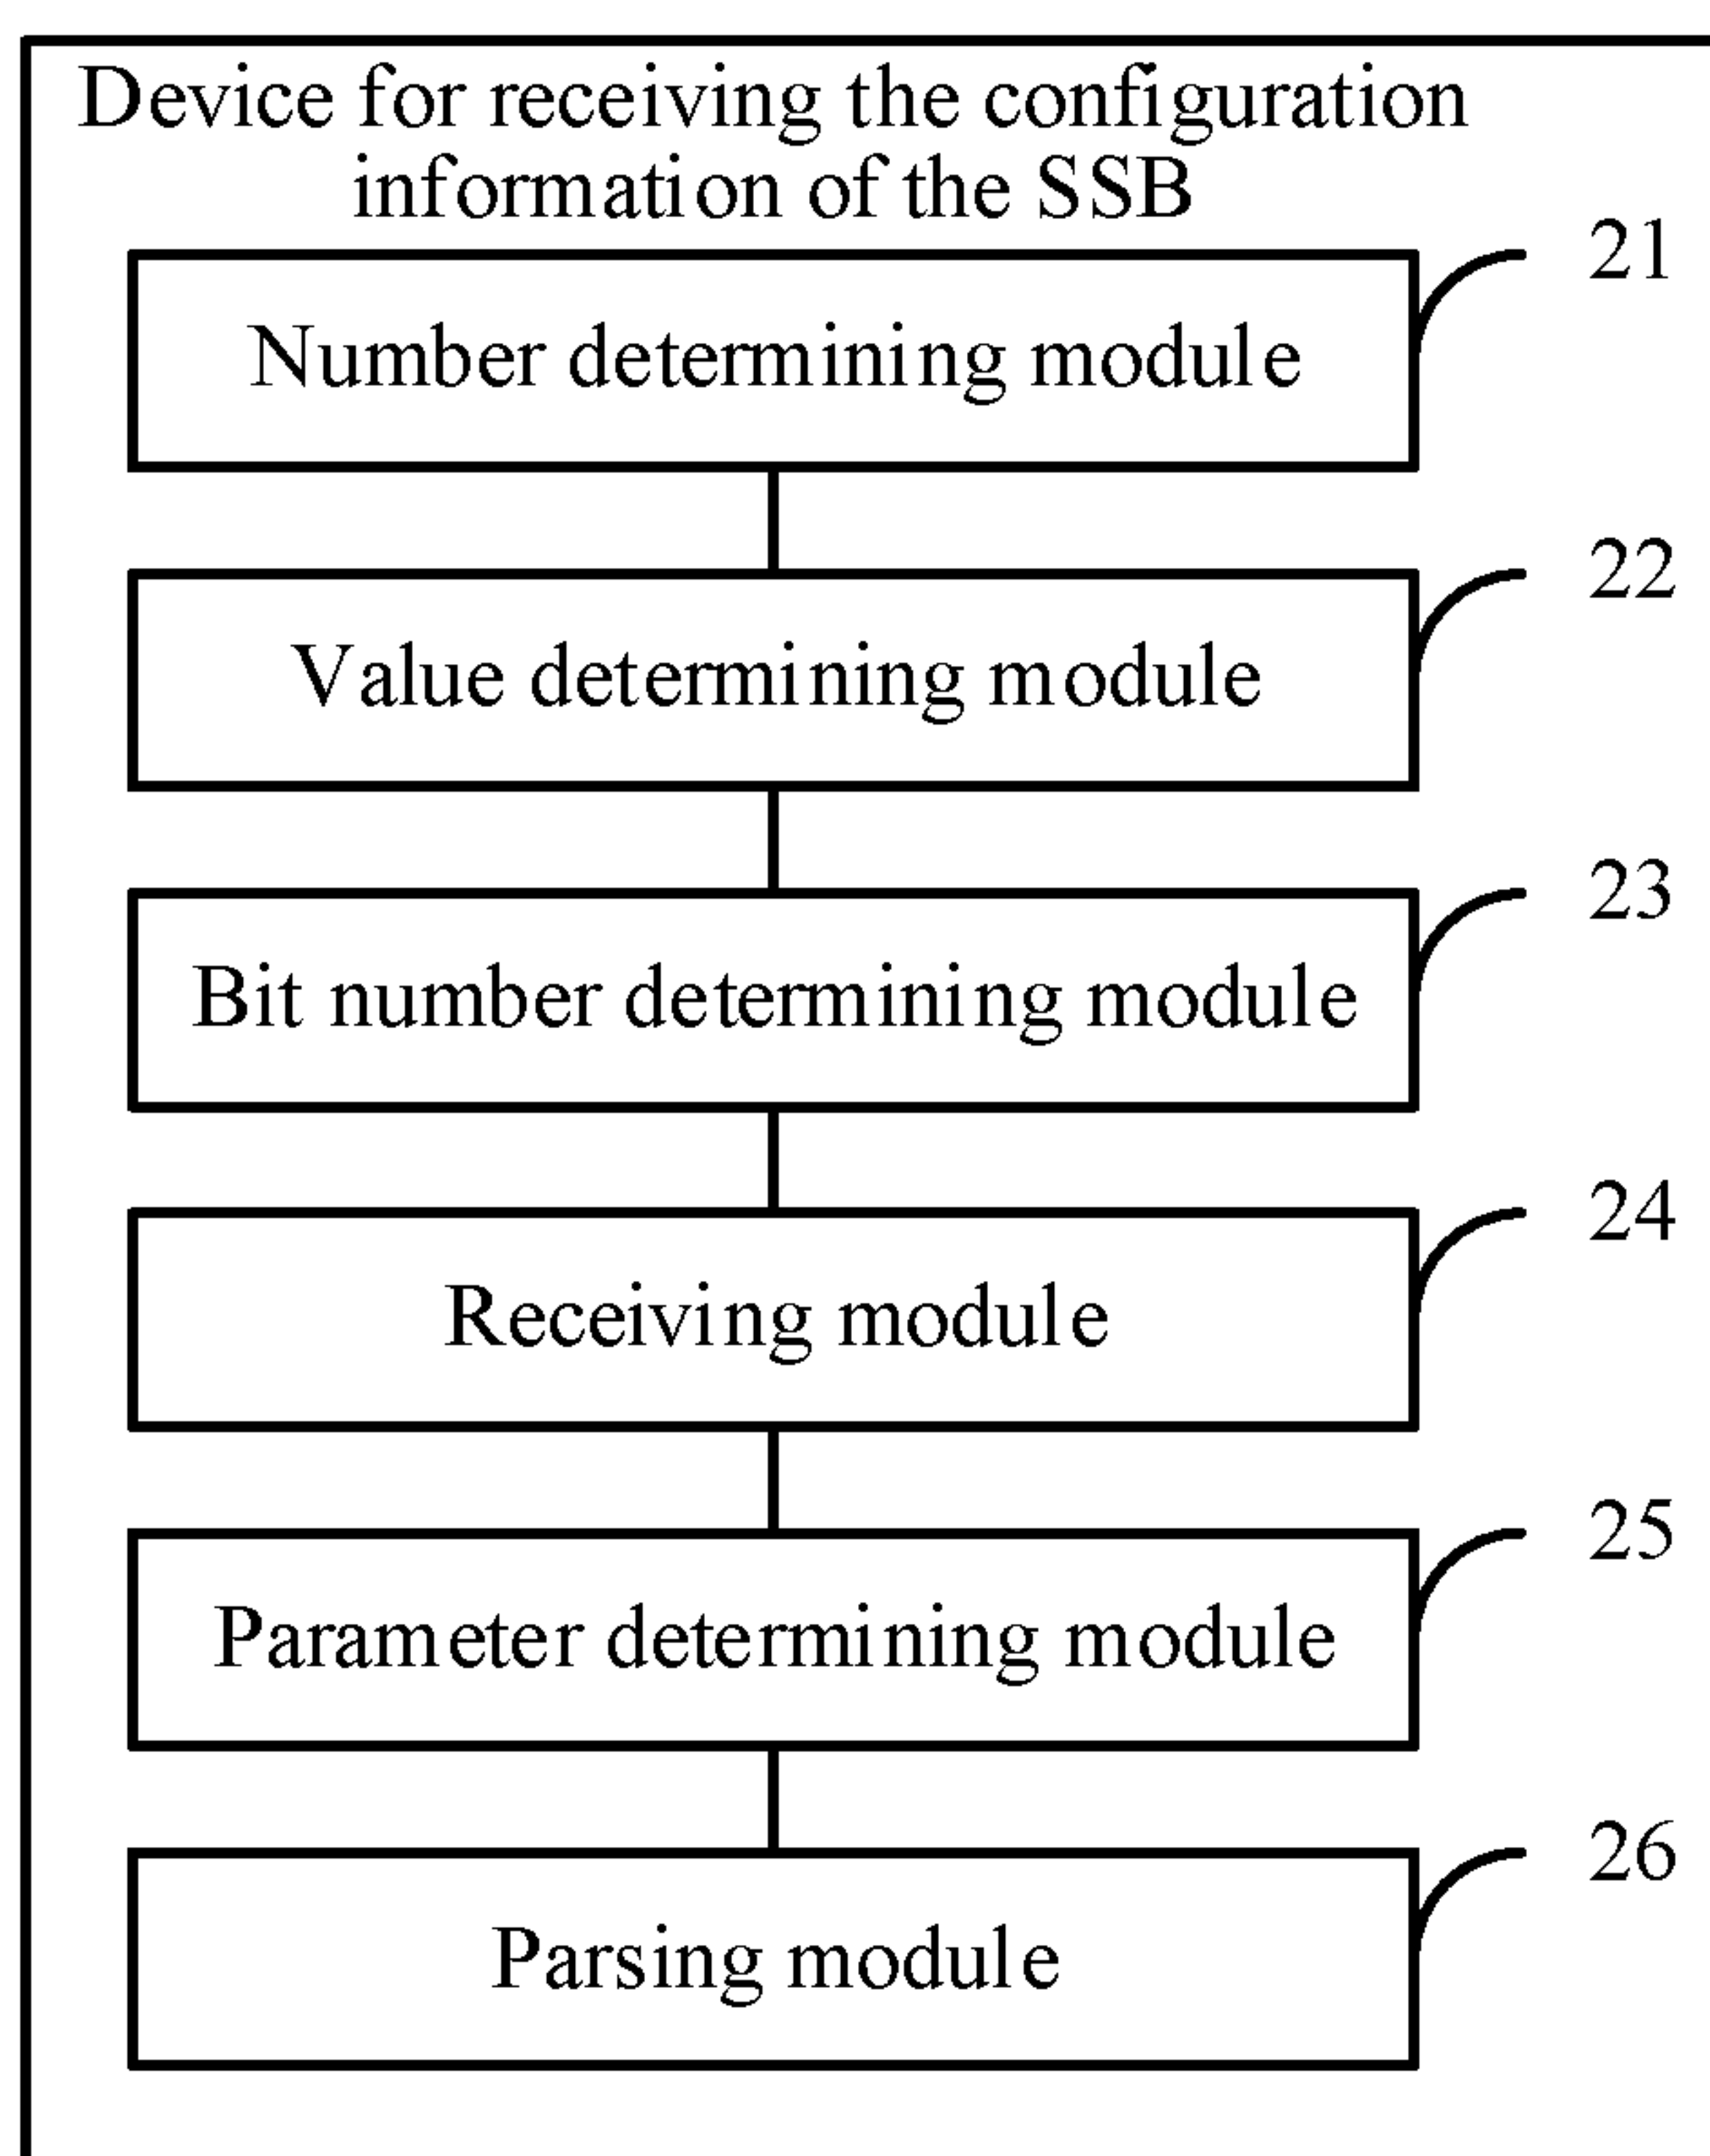 Device for receiving the configuration
information of the SSB
21
Number determining module
22
Value determining module
23
Bit number determining module
24
Receiving module
25
Parameter determining module
26
Parsing module